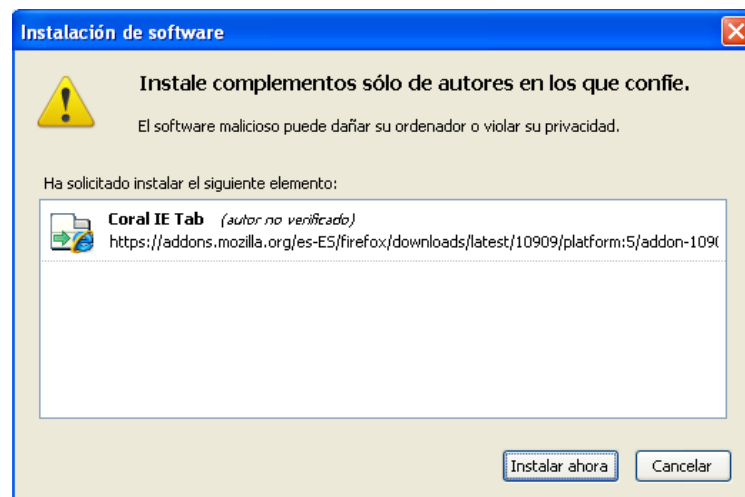 Instalación de software
Instale complementos sólo de autores en los que confíe.
El software malicioso puede dañar su ordenador o violar su privacidad.
Ha solicitado instalar el siguiente elemento:
Coral IE Tab (autor no verificado)
https://addons.mozilla.org/es-ES/firefox/downloads/latest/10909/platform:5/addon-1090
Instalar ahora Cancelar